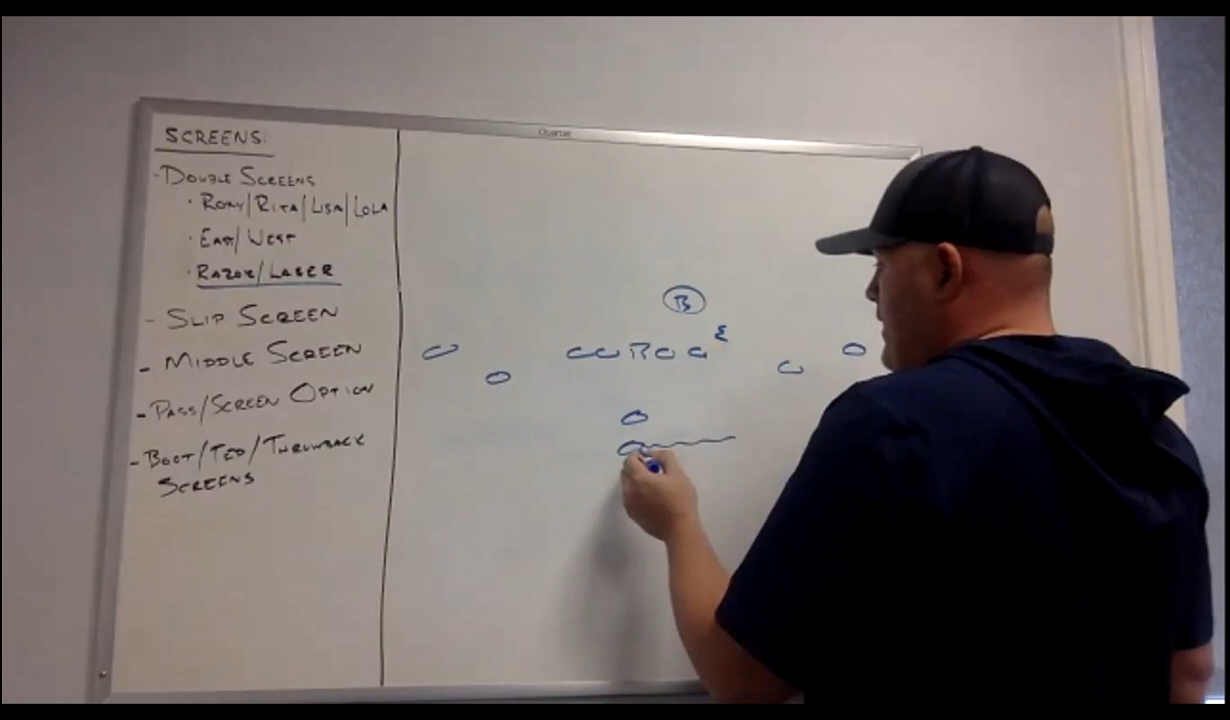 SCREENS:
- DOUBLE SCREENS
· ROXY/RITA/LISA/LOLA
· EAST/WEST
· RAZOR/LASER
- SLIP SCREEN
- MIDDLE SCREEN
- PASS/SCREEN OPTION
- BOOT/TED/THROWBACK
SCREENS
Quartet
B
E